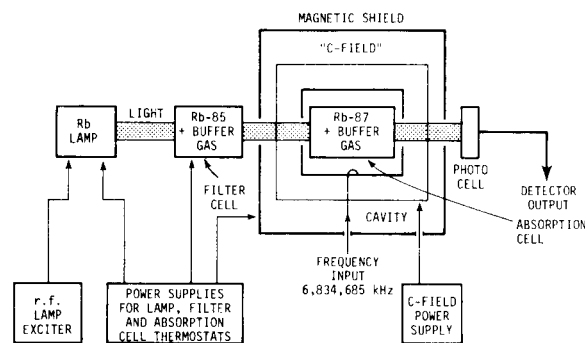 MAGNETIC SHIELD
"C-FIELD"
Rb
LAMP
LIGHT
Rb-85
+ BUFFER
GAS
Rb-87
+ BUFFER
GAS
FILTER
CELL
PHOTO
CELL
DETECTOR
OUTPUT
CAVITY
ABSORPTION
CELL
FREQUENCY
INPUT
6,834,685 kHz
r.f.
LAMP
EXCITER
POWER SUPPLIES
FOR LAMP, FILTER
AND ABSORPTION
CELL THERMOSTATS
C-FIELD
POWER
SUPPLY